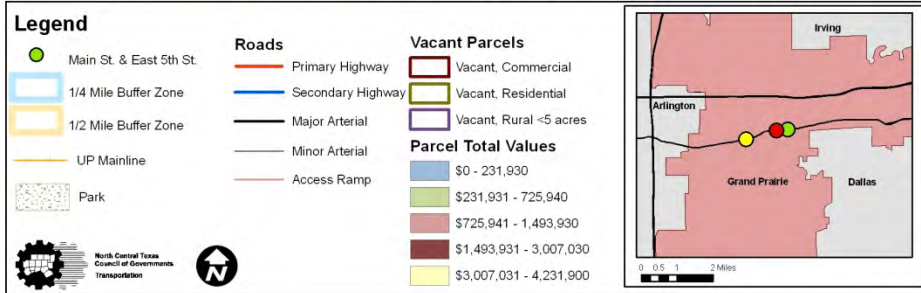 Legend
Main St. & East 5th St.
1/4 Mile Buffer Zone
1/2 Mile Buffer Zone
UP Mainline
Park
North Central Texas
Council of Governments
Transportation
N
Roads
Primary Highway
Secondary Highway
Major Arterial
Minor Arterial
Access Ramp
Vacant Parcels
Vacant, Commercial
Vacant, Residential
Vacant, Rural <5 acres
Parcel Total Values
$0 - 231,930
$231,931 - 725,940
$725,941 - 1,493,930
$1,493,931 - 3,007,030
$3,007,031 - 4,231,900
Irving
Arlington
Grand Prairie
Dallas
0 0.5 1 2 Miles